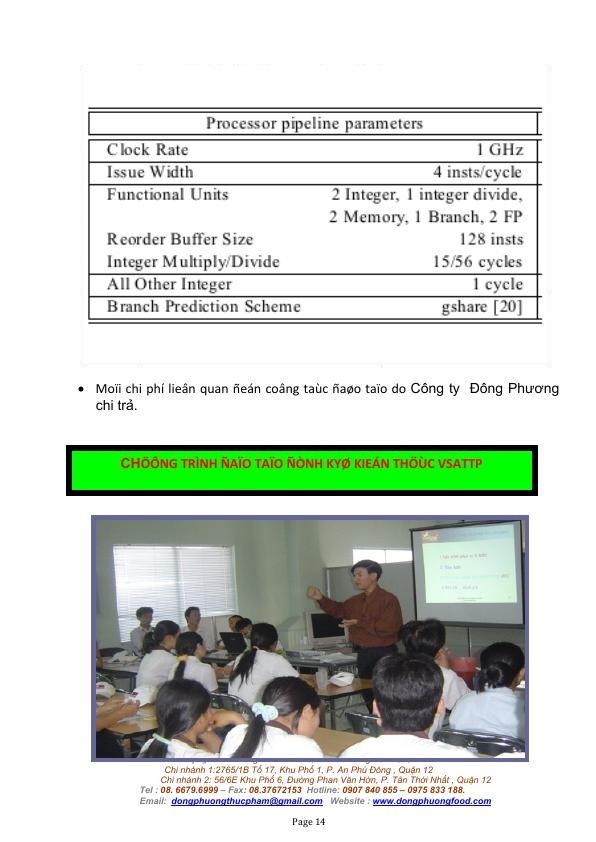 Processor pipeline parameters
Clock Rate 1 GHz
Issue Width 4 insts/cycle
Functional Units 2 Integer, 1 integer divide,
2 Memory, 1 Branch, 2 FP
Reorder Buffer Size 128 insts
Integer Multiply/Divide 15/56 cycles
All Other Integer 1 cycle
Branch Prediction Scheme gshare [20]
• Moïi chi phí lieân quan ñeán coâng taùc ñaøo taïo do Công ty Đông Phương
chi trả.
CHÖÔNG TRÌNH ÑAÏO TAÏO ÑÒNH KYØ KIEÁN THÖÙC VSATTP
Chi nhánh 1:2765/1B Tổ 17, Khu Phố 1, P. An Phú Đông , Quận 12
Chi nhánh 2: 56/6E Khu Phố 6, Đường Phan Văn Hớn, P. Tân Thới Nhất , Quận 12
Tel : 08. 6679.6999 – Fax: 08.37672153 Hotline: 0907 840 855 – 0975 833 188.
Email: dongphuongthucpham@gmail.com Website : www.dongphuongfood.com
Page 14